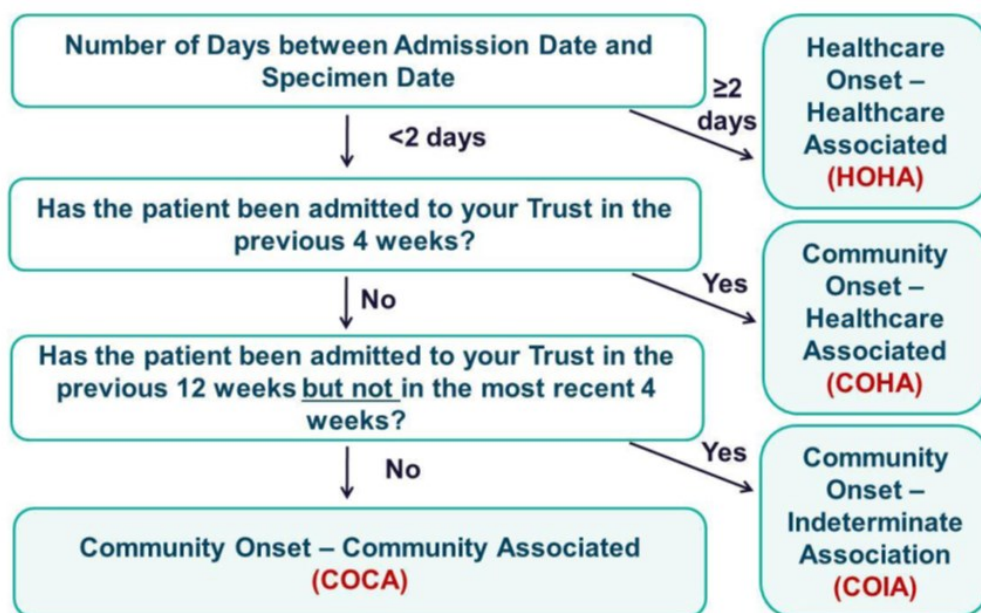 Number of Days between Admission Date and
Specimen Date
≥2
days
Healthcare
Onset –
Healthcare
Associated
(HOHA)
<2 days
Has the patient been admitted to your Trust in the
previous 4 weeks?
Yes
Community
Onset –
Healthcare
Associated
(COHA)
No
Has the patient been admitted to your Trust in the
previous 12 weeks but not in the most recent 4
weeks?
Yes
Community
Onset –
Indeterminate
Association
(COIA)
No
Community Onset – Community Associated
(COCA)